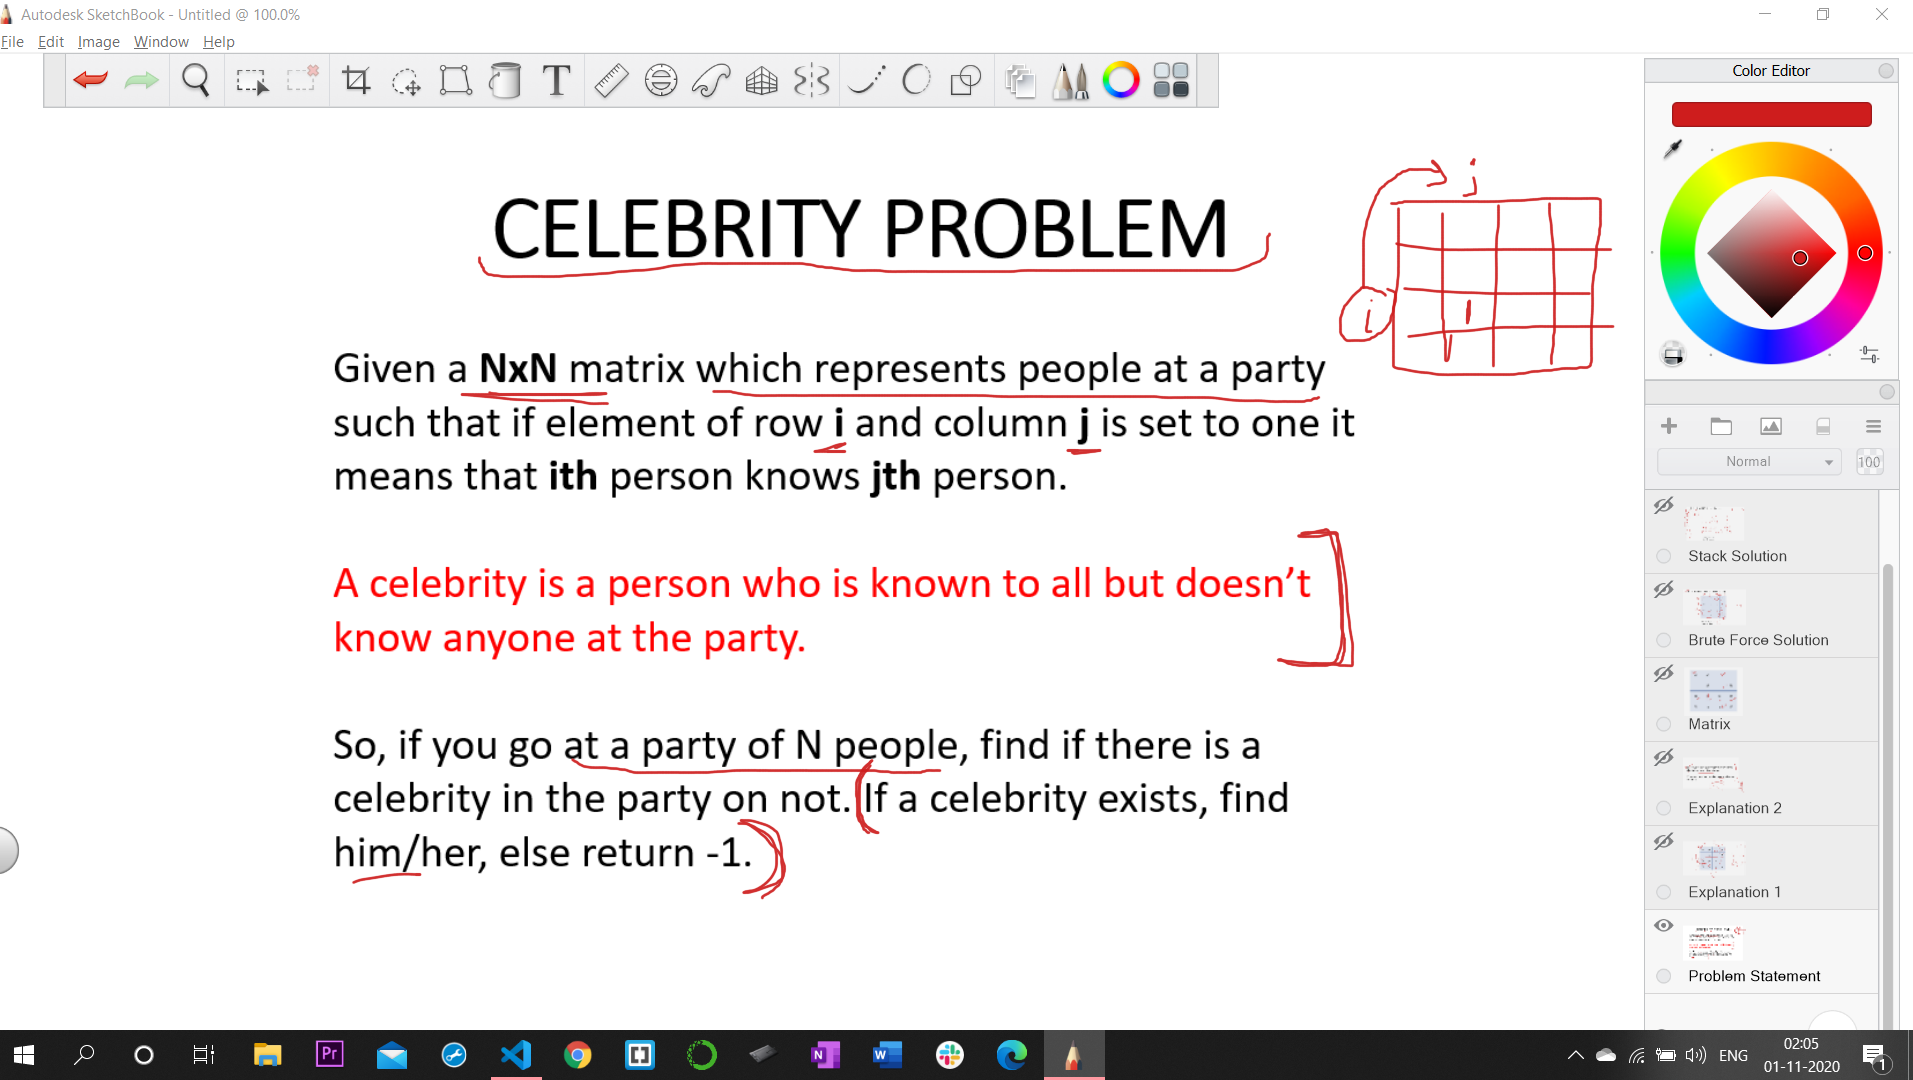 Autodesk SketchBook - Untitled @ 100.0%
File Edit Image Window Help
T
Color Editor
j
CELEBRITY PROBLEM
i
1
Given a NxN matrix which represents people at a party
such that if element of row i and column j is set to one it
means that ith person knows jth person.
A celebrity is a person who is known to all but doesn’t
know anyone at the party.
So, if you go at a party of N people, find if there is a
celebrity in the party on not. If a celebrity exists, find
him/her, else return -1.
Normal
100
Stack Solution
Brute Force Solution
Matrix
Explanation 2
Explanation 1
Problem Statement
Pr
N
W
ENG
02:05
01-11-2020
1